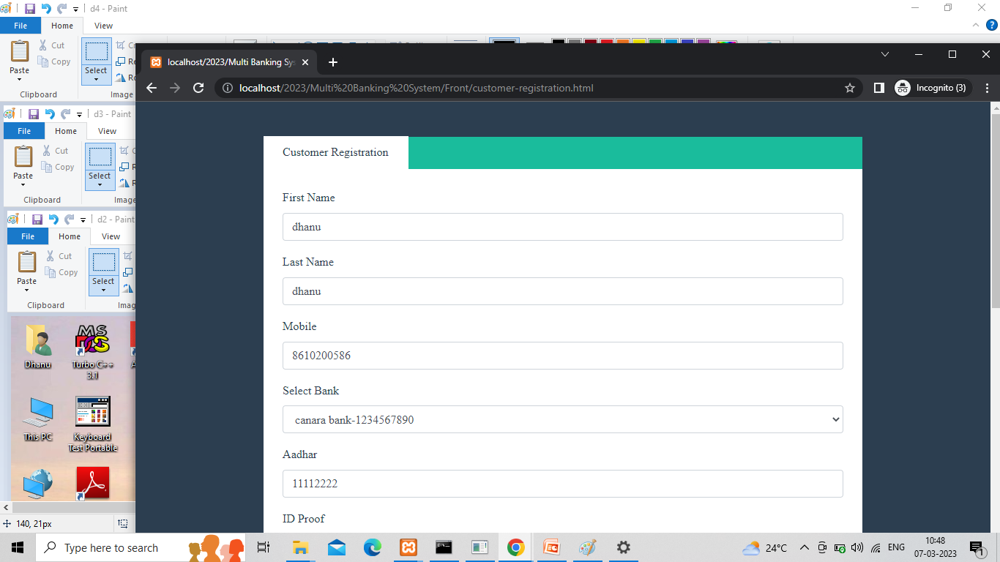 d4 - Paint
File Home View
Cut
Copy
Paste
Select
Clipboard
Image
d3 - Paint
File Home View
Cut
Copy
Paste
Select
Clipboard
Image
d2 - Paint
File Home View
Cut
Copy
Paste
Select
Clipboard
Dhanu
Turbo C++ 3.1
This PC
Keyboard Test Portable
140, 21px
localhost/2023/Multi Banking Sys
localhost/2023/Multi%20Banking%20System/Front/customer-registration.html
Incognito (3)
Customer Registration
First Name
dhanu
Last Name
dhanu
Mobile
8610200586
Select Bank
canara bank-1234567890
Aadhar
11112222
ID Proof
Type here to search
24°C
ENG
10:48
07-03-2023
1